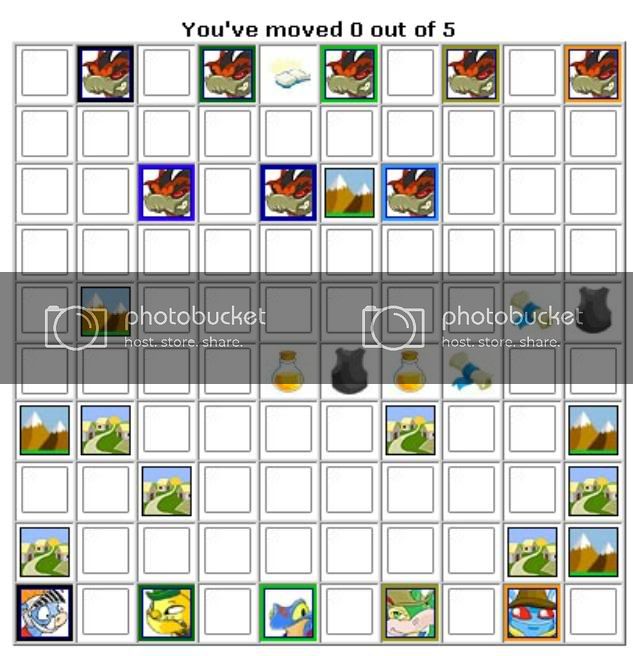 You've moved 0 out of 5
photobucket photobucket
host. store. share. host. store. share.